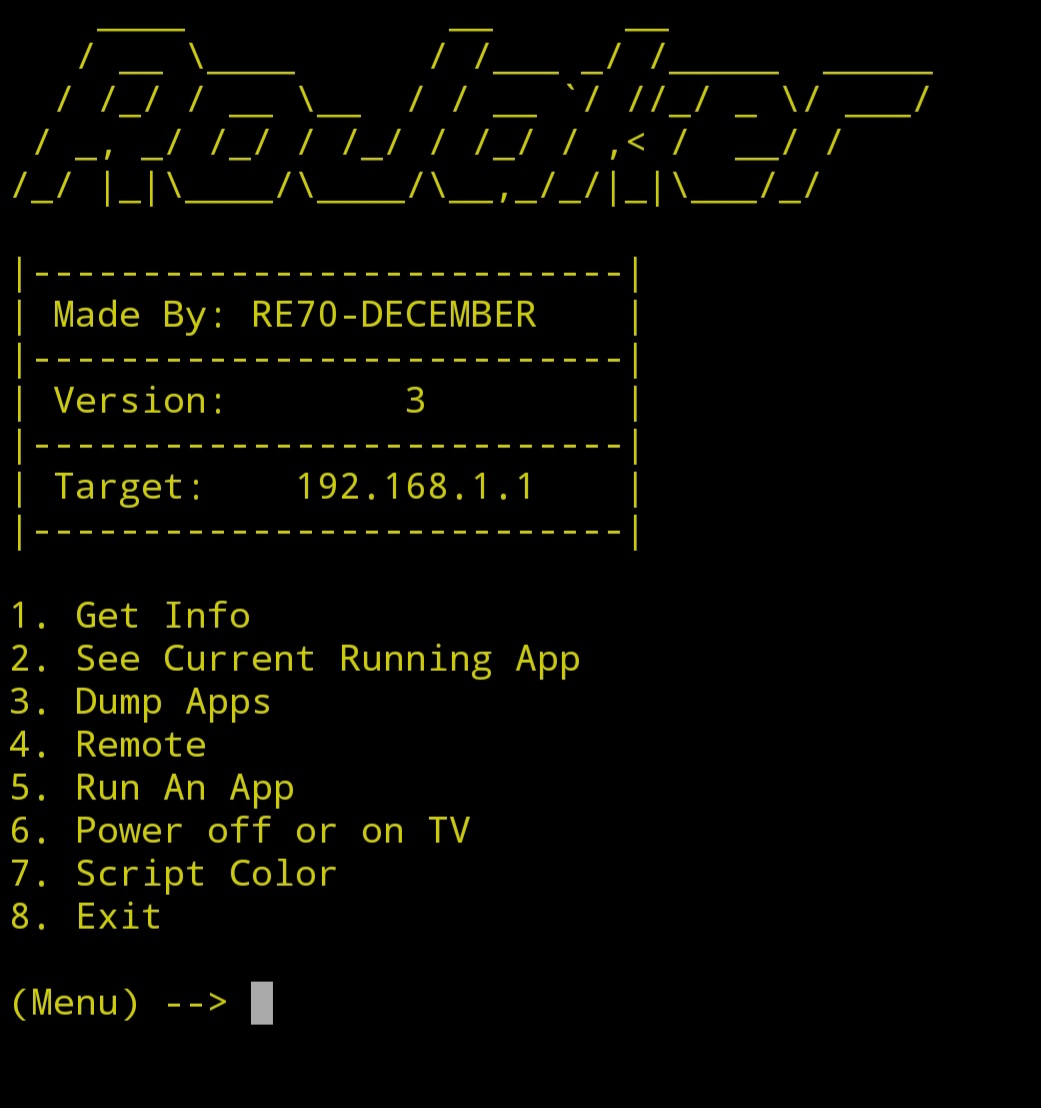 RoJaker
Made By: RE70-DECEMBER
Version: 3
Target: 192.168.1.1
1. Get Info
2. See Current Running App
3. Dump Apps
4. Remote
5. Run An App
6. Power off or on TV
7. Script Color
8. Exit
(Menu) -->